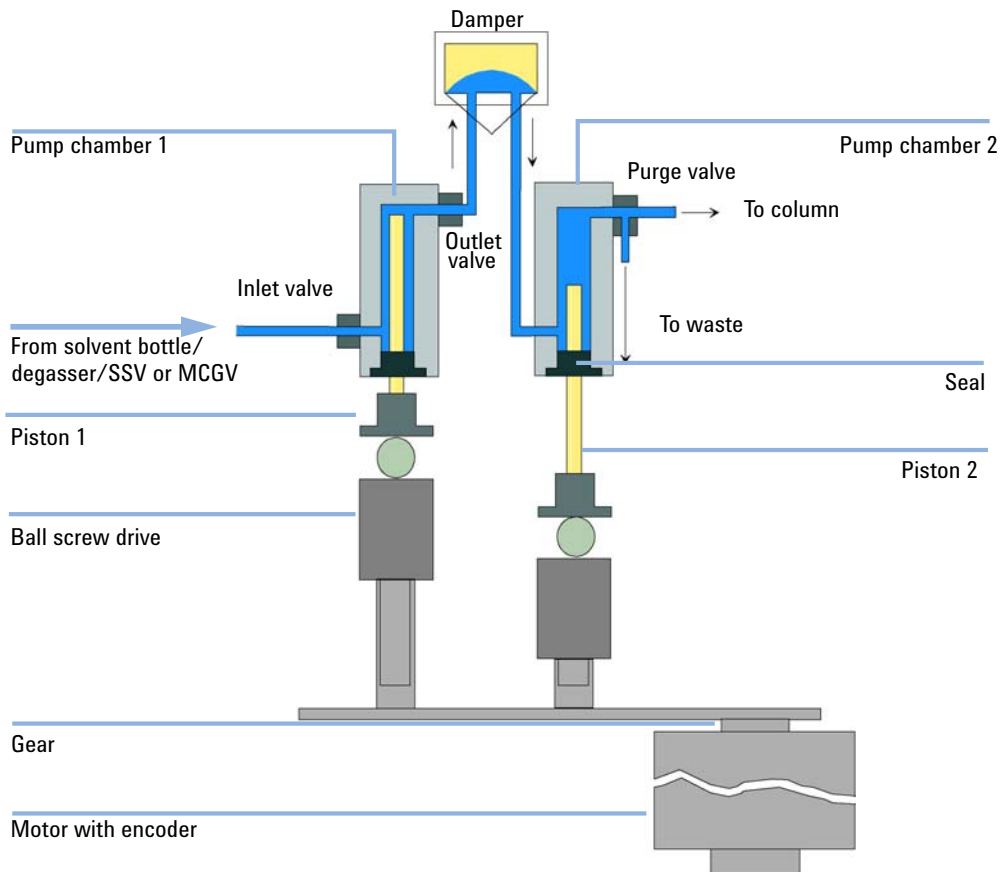 Damper
Pump chamber 1
Pump chamber 2
Purge valve
To column
Outlet
valve
Inlet valve
To waste
From solvent bottle/
degasser/SSV or MCGV
Seal
Piston 1
Piston 2
Ball screw drive
Gear
Motor with encoder